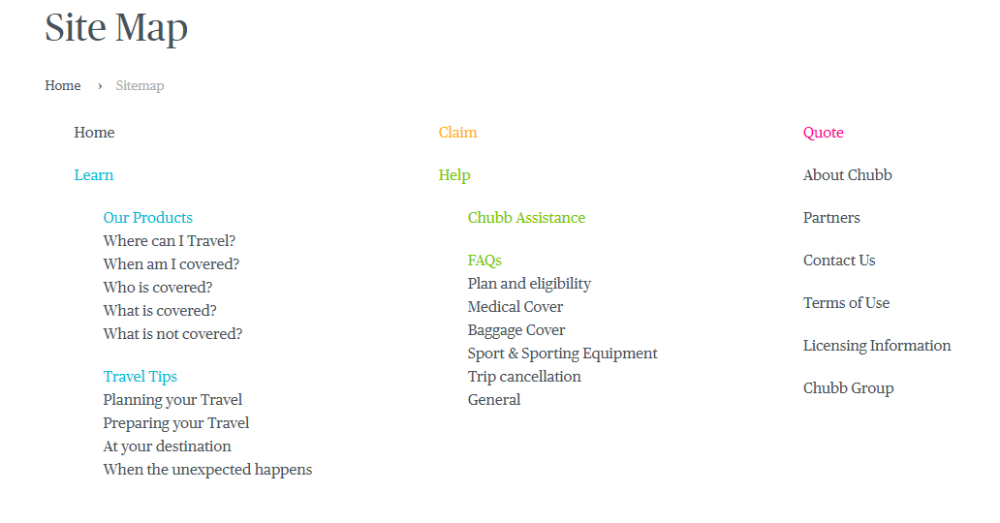 Site Map
Home › Sitemap
Home
Learn
Our Products
Where can I Travel?
When am I covered?
Who is covered?
What is covered?
What is not covered?
Travel Tips
Planning your Travel
Preparing your Travel
At your destination
When the unexpected happens
Claim
Help
Chubb Assistance
FAQs
Plan and eligibility
Medical Cover
Baggage Cover
Sport & Sporting Equipment
Trip cancellation
General
Quote
About Chubb
Partners
Contact Us
Terms of Use
Licensing Information
Chubb Group